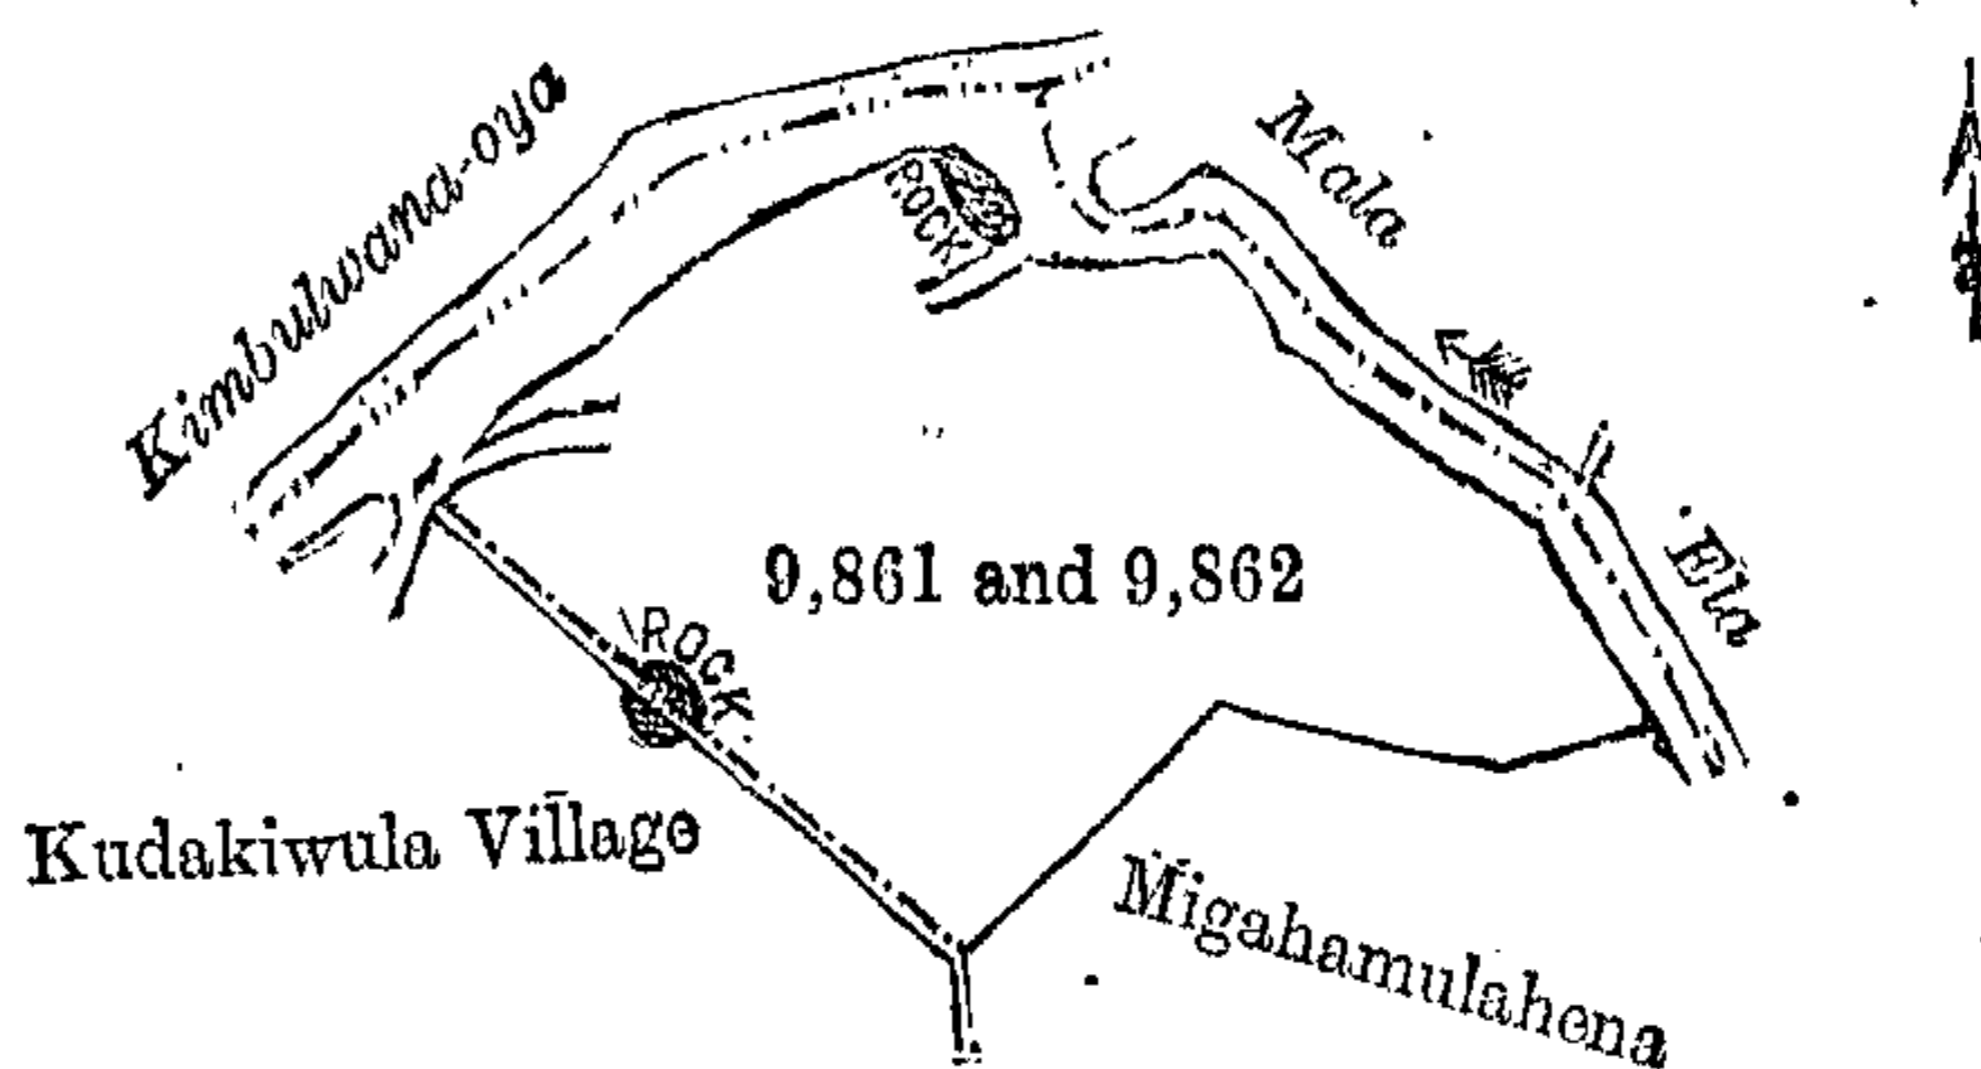 Kimbulwana-oya
Mala
ROCK
Ela
9,861 and 9,862
ROCK.
Kudakiwula Village
Migahamulahena